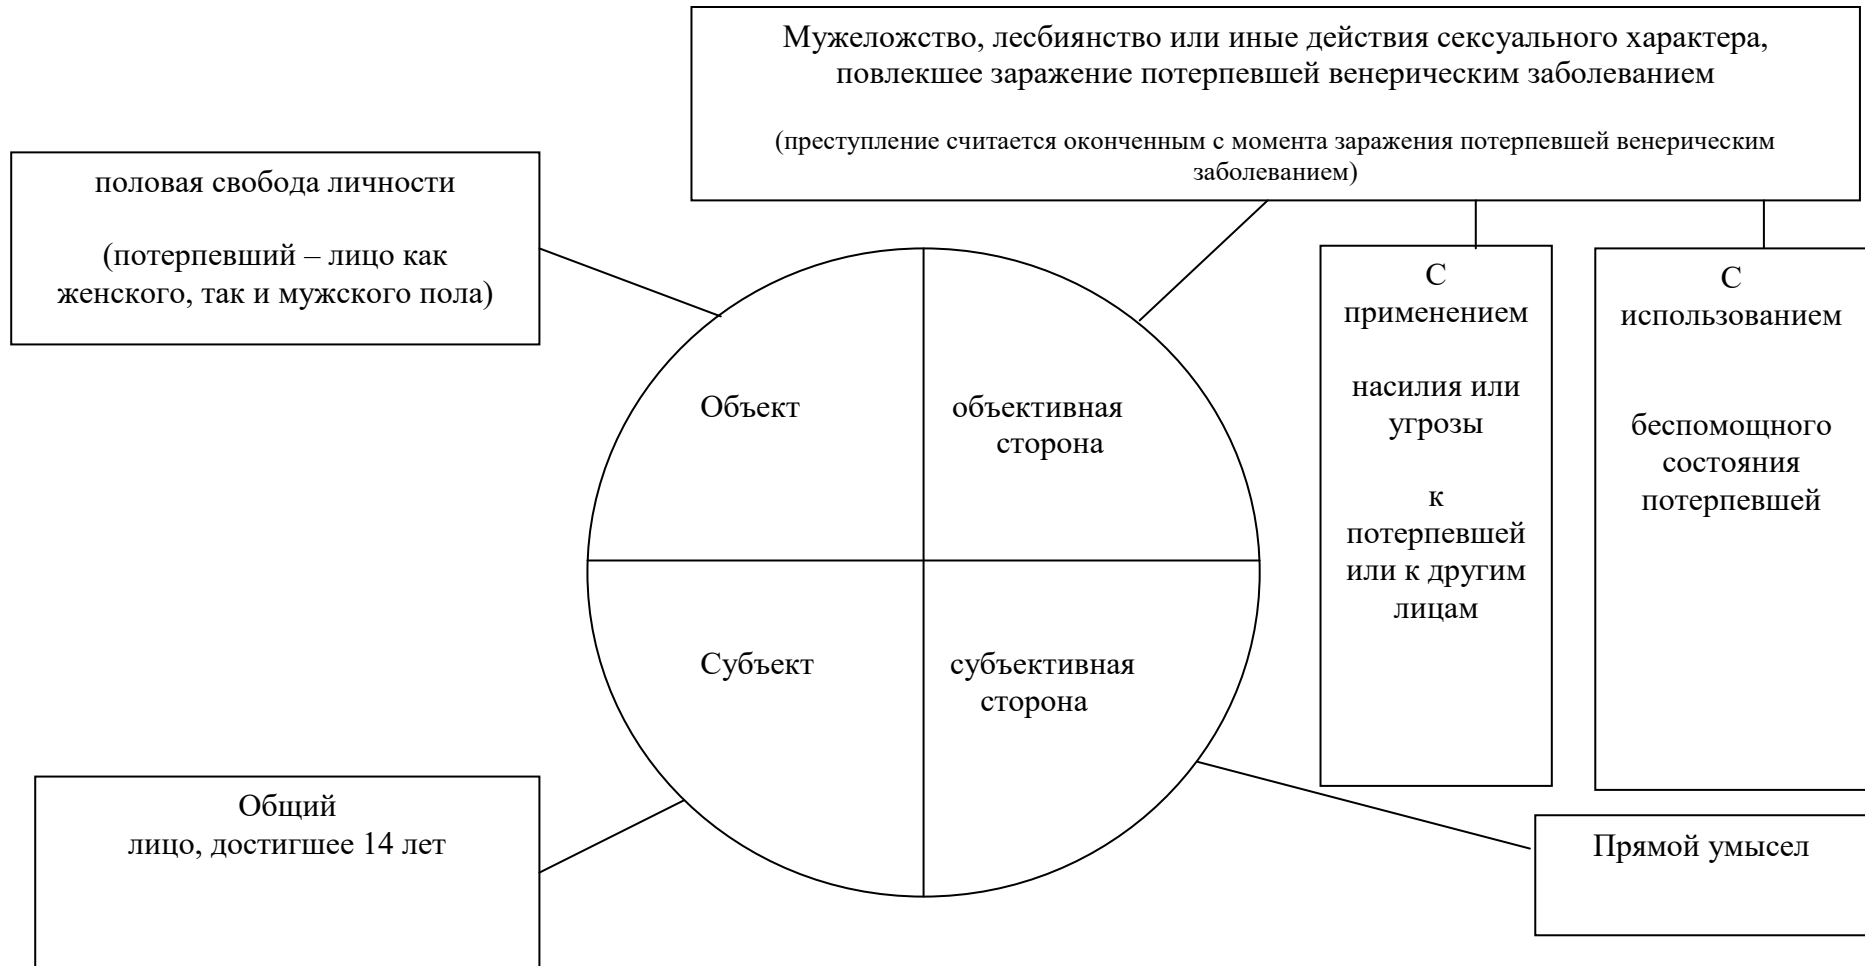 Мужеложство, лесбиянство или иные действия сексуального характера,
повлекшее заражение потерпевшей венерическим заболеванием
(преступление считается оконченным с момента заражения потерпевшей венерическим
заболеванием)
половая свобода личности
(потерпевший – лицо как
женского, так и мужского пола)
С
применением
насилия или
угрозы
к
потерпевшей
или к другим
лицам
С
использованием
беспомощного
состояния
потерпевшей
Объект
объективная
сторона
Субъект
субъективная
сторона
Общий
лицо, достигшее 14 лет
Прямой умысел